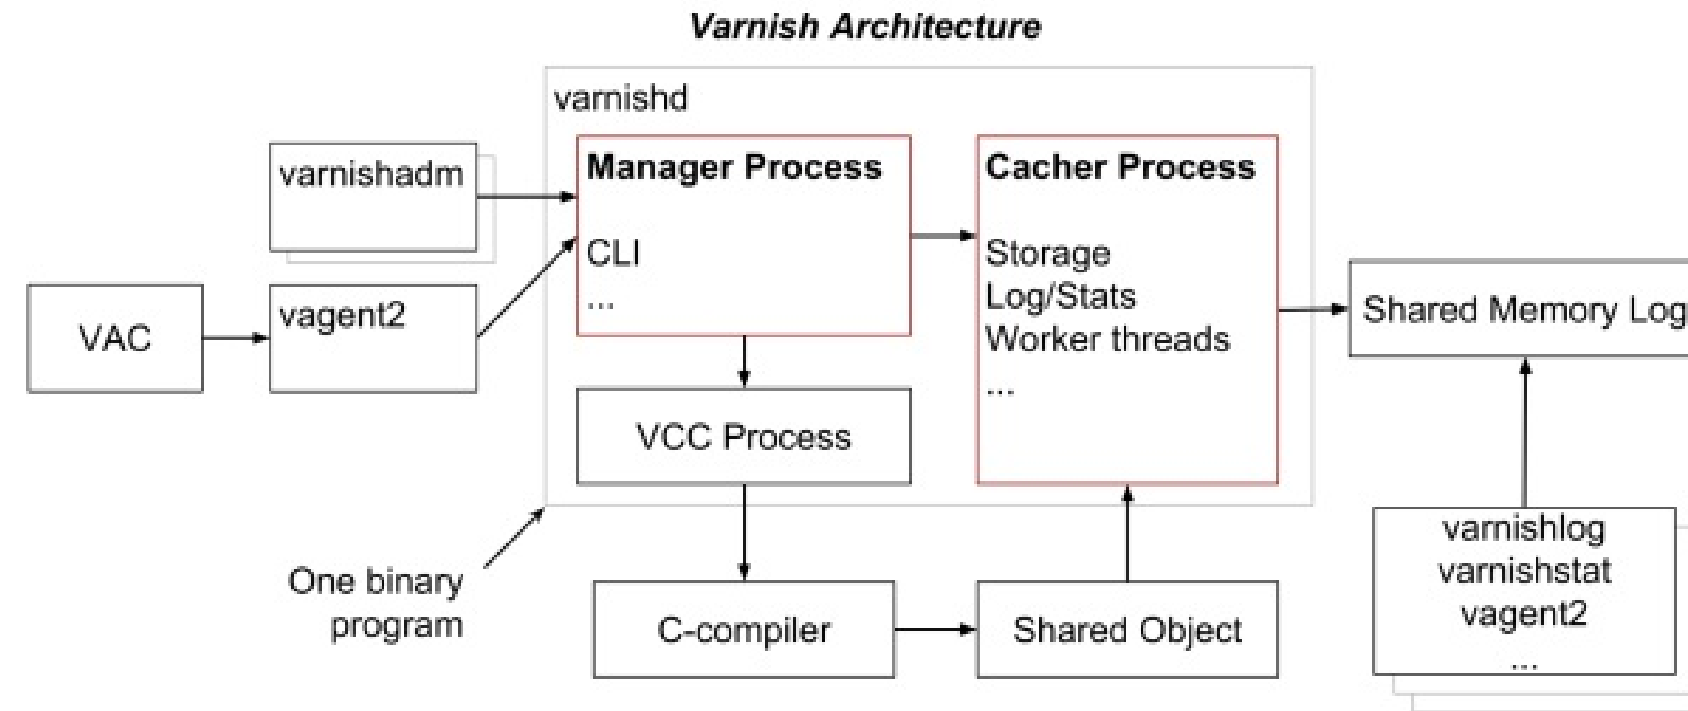 Varnish Architecture
varnishd
varnishadm
Manager Process
CLI
...
Cacher Process
Storage
Log/Stats
Worker threads
...
VAC
vagent2
Shared Memory Log
VCC Process
One binary
program
C-compiler
Shared Object
varnishlog
varnishstat
vagent2
...